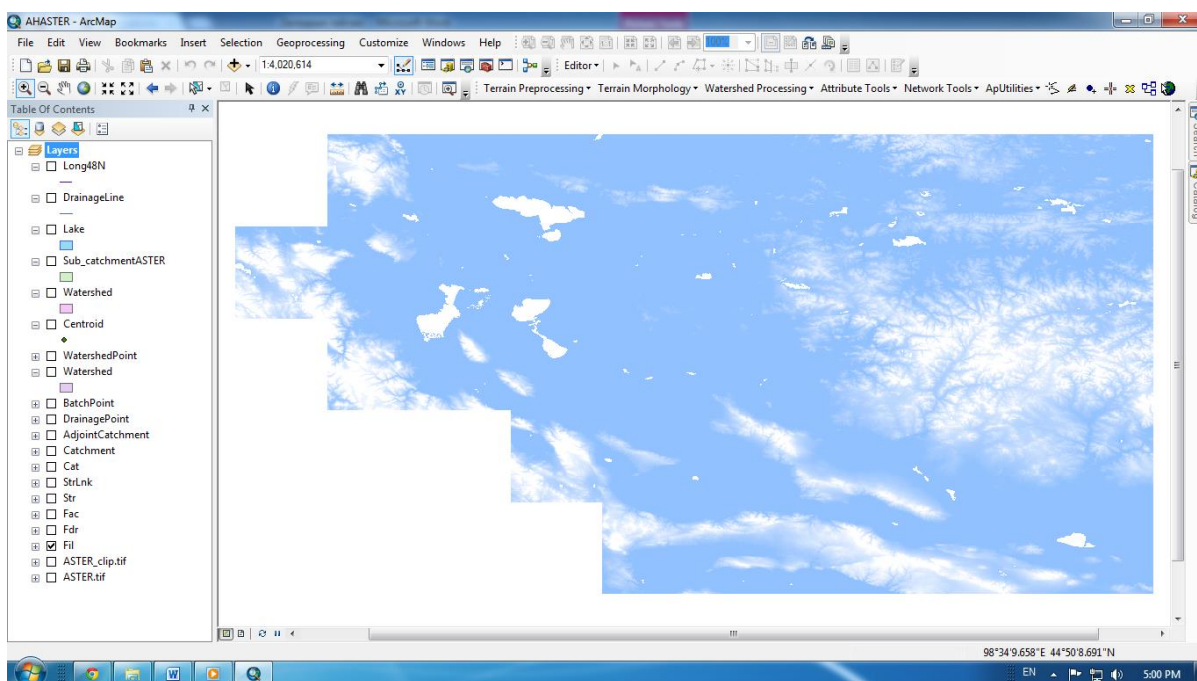 AHASTER - ArcMap
File Edit View Bookmarks Insert Selection Geoprocessing Customize Windows Help 100%
1:4,020,614 Editor
Terrain Preprocessing Terrain Morphology Watershed Processing Attribute Tools Network Tools ApUtilities
Table Of Contents
Layers
Long48N
DrainageLine
Lake
Sub_catchmentASTER
Watershed
Centroid
WatershedPoint
Watershed
BatchPoint
DrainagePoint
AdjointCatchment
Catchment
Cat
StrLnk
Str
Fac
Fdr
Fil
ASTER_clip.tif
ASTER.tif
Search
Catalog
98°34'9.658"E 44°50'8.691"N
EN 5:00 PM